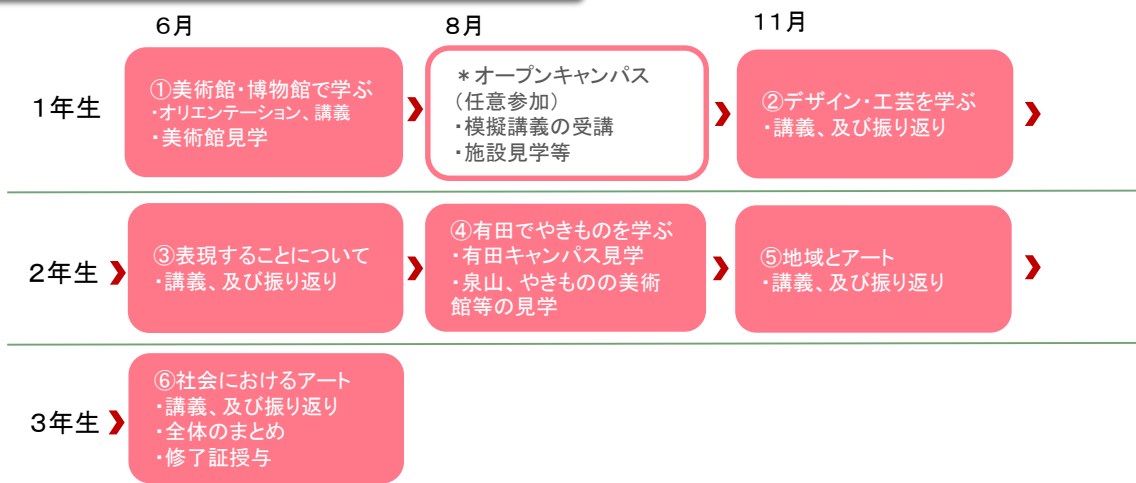 6月
8月
11月
1年生
①美術館・博物館で学ぶ
・オリエンテーション、講義
・美術館見学
＊オープンキャンパス
（任意参加）
・模擬講義の受講
・施設見学等
②デザイン・工芸を学ぶ
・講義、及び振り返り
2年生
③表現することについて
・講義、及び振り返り
④有田でやきものを学ぶ
・有田キャンパス見学
・泉山、やきものの美術
館等の見学
⑤地域とアート
・講義、及び振り返り
3年生
⑥社会におけるアート
・講義、及び振り返り
・全体のまとめ
・修了証授与